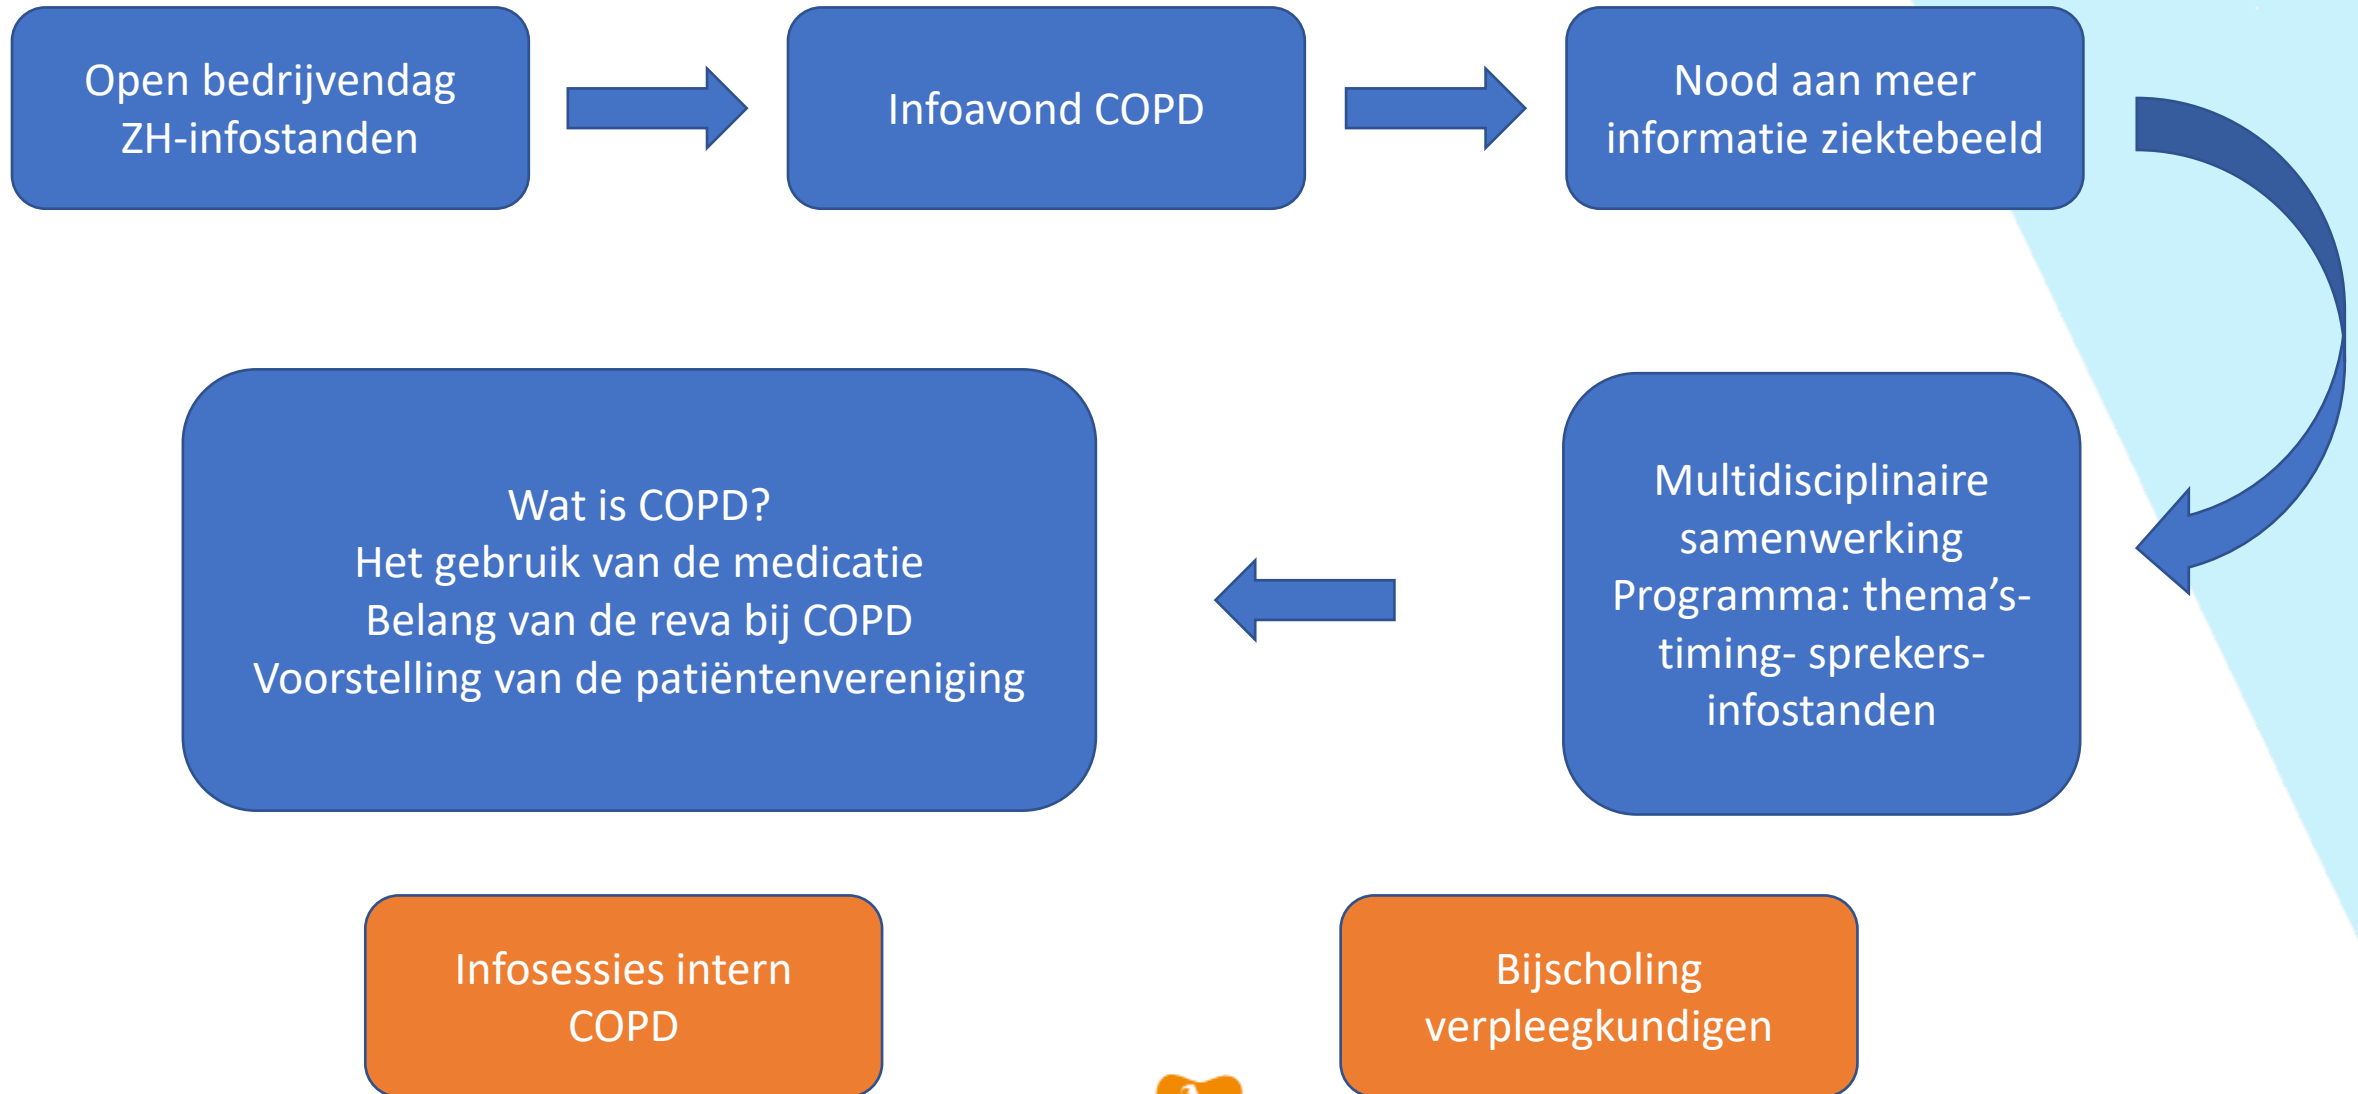 Open bedrijvendag
ZH-infostanden
Infoavond COPD
Nood aan meer
informatie ziektebeeld
Multidisciplinaire
samenwerking
Programma: thema’s-
timing- sprekers-
infostanden
Wat is COPD?
Het gebruik van de medicatie
Belang van de reva bij COPD
Voorstelling van de patiëntenvereniging
Infosessies intern
COPD
Bijscholing
verpleegkundigen